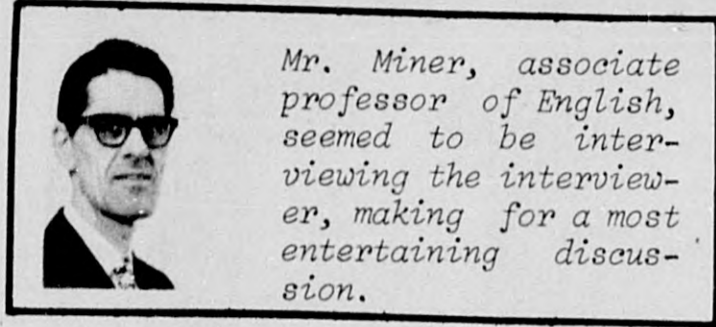 Mr. Miner, associate
professor of English,
seemed to be inter-
viewing the interview-
er, making for a most
entertaining discus-
sion.